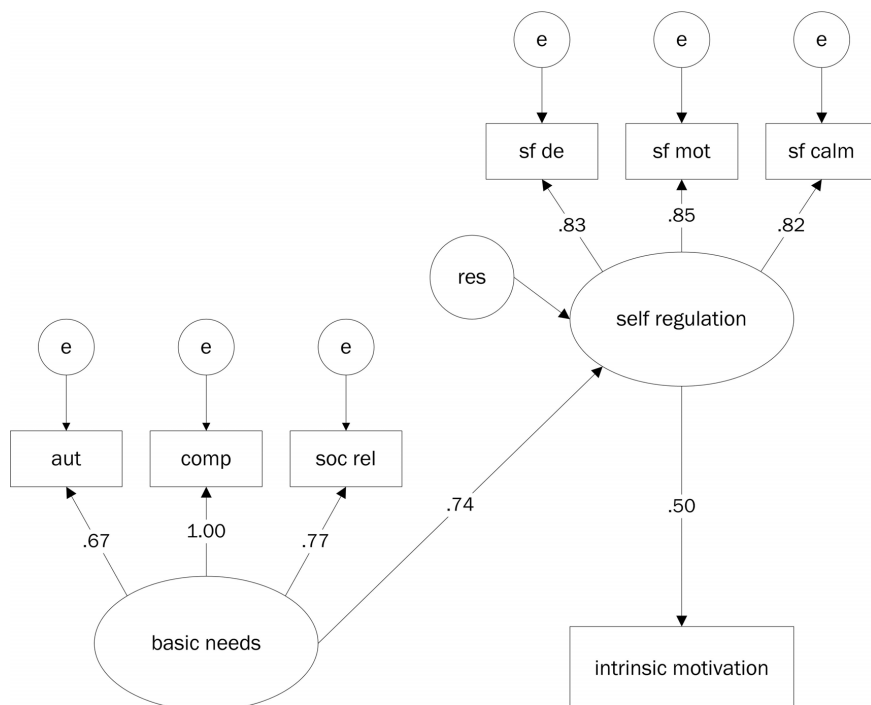 e e e
sf de sf mot sf calm
.83 .85 .82
res
self regulation
e e e
aut comp soc rel
.74
.50
.67 1.00 .77
basic needs
intrinsic motivation